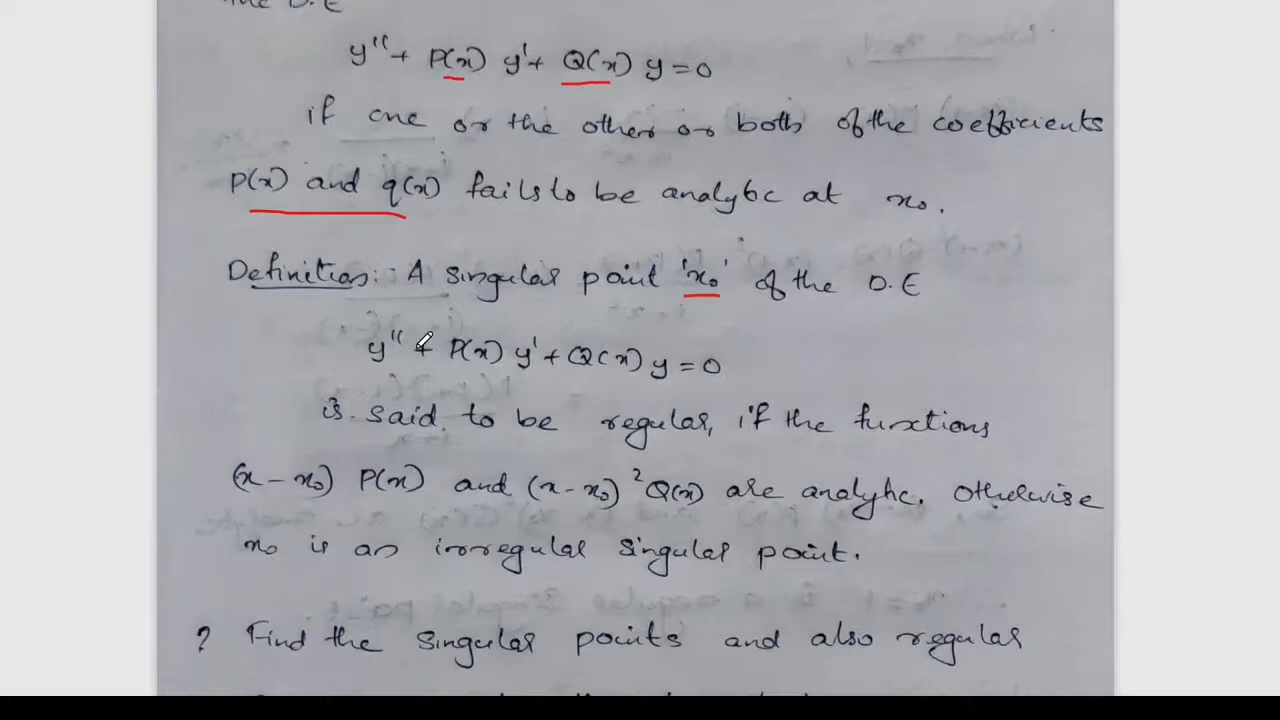 the D.E
y'' + P(x) y' + Q(x) y = 0
if one or the other or both of the coefficients
P(x) and q(x) fails to be analytic at x₀.
Definition: A singular point 'x₀' of the D.E
y'' + P(x) y' + Q(x) y = 0
is said to be regular, if the functions
(x - x₀) P(x) and (x - x₀)² Q(x) are analytic. Otherwise
x₀ is an irregular singular point.
? Find the singular points and also regular